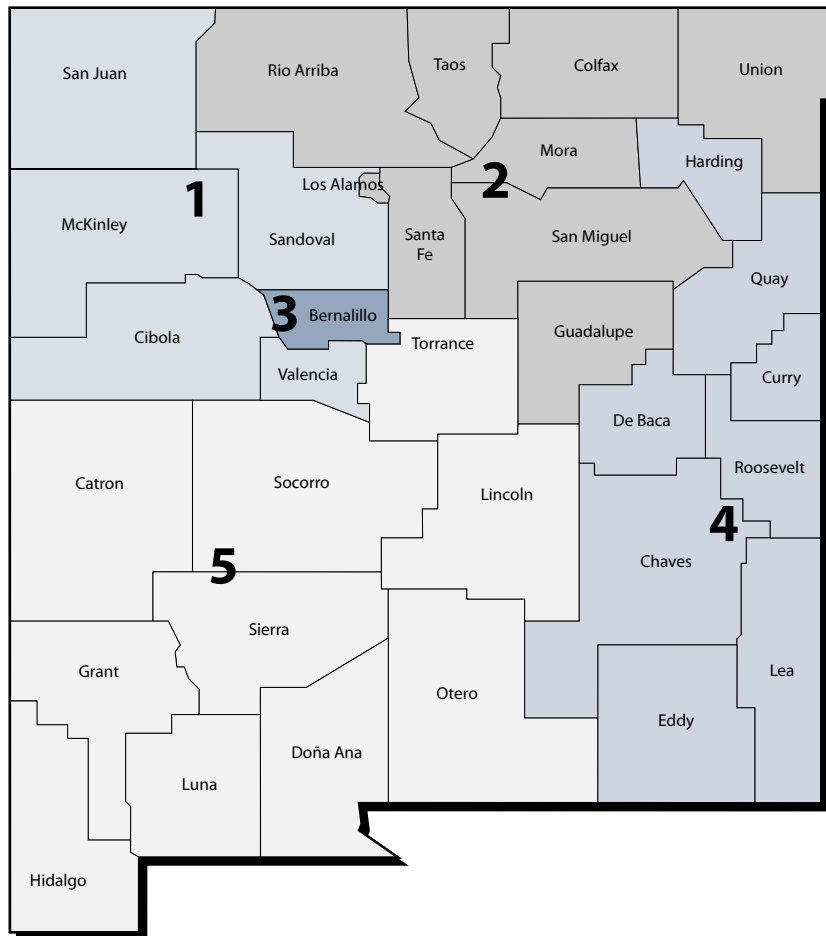 Taos
Colfax
Union
San Juan
Rio Arriba
Mora
Harding
Los Alamos
2
1
McKinley
Sandoval
Santa
Fe
San Miguel
Quay
3
Bernalillo
Cibola
Torrance
Guadalupe
Valencia
Curry
De Baca
Roosevelt
Catron
Socorro
Lincoln
4
5
Chaves
Sierra
Grant
Lea
Otero
Eddy
Doña Ana
Luna
Hidalgo